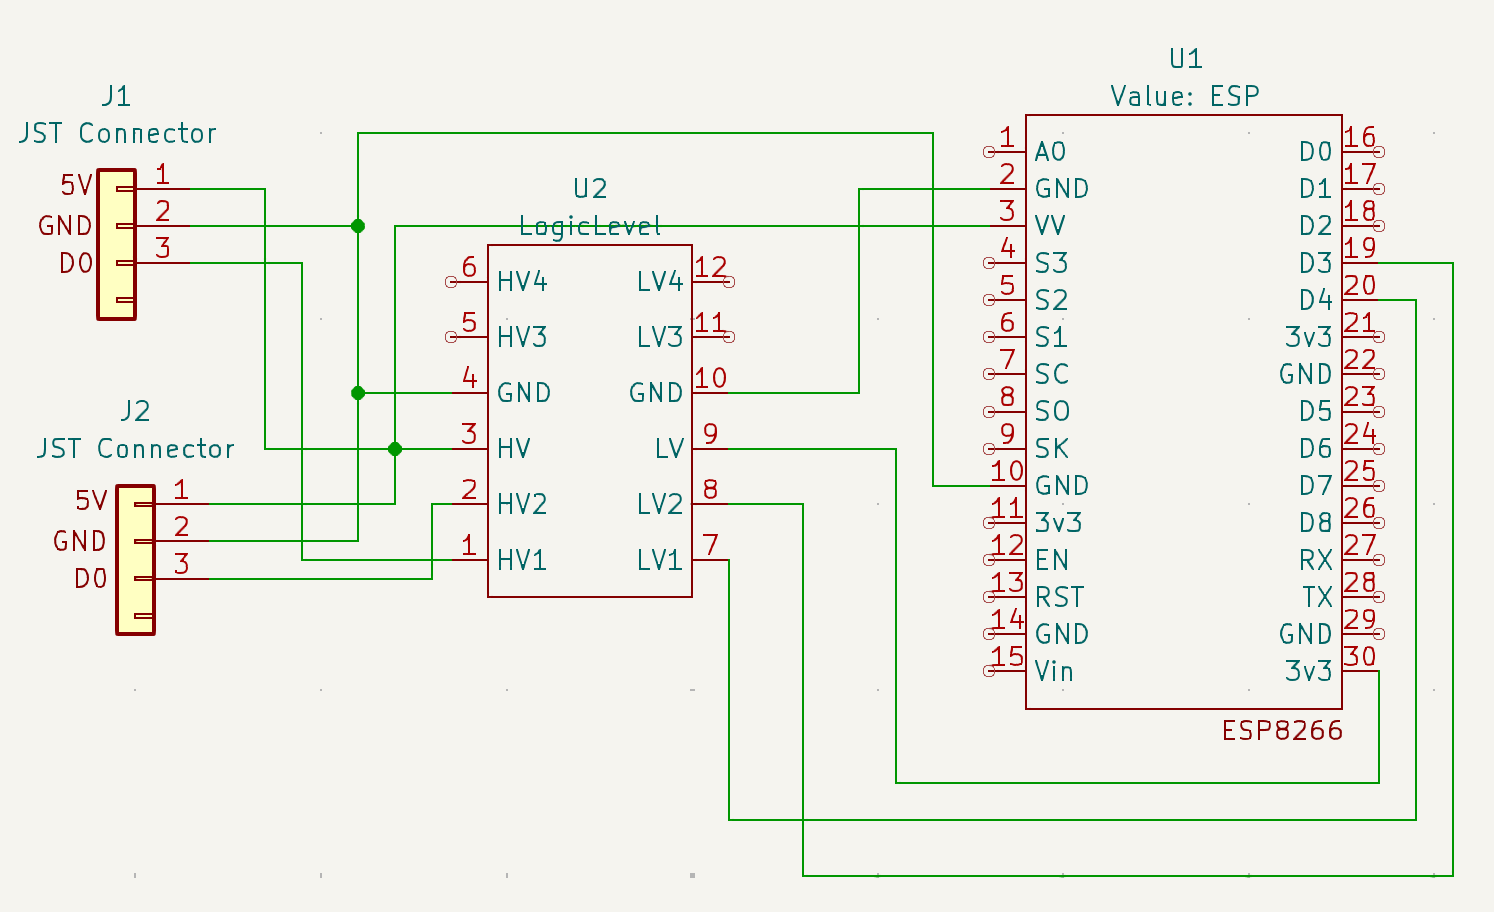 J1
JST Connector
5V 1
GND 2
D0 3
J2
JST Connector
5V 1
GND 2
D0 3
U2
LogicLevel
6 HV4 LV4 12
5 HV3 LV3 11
4 GND GND 10
3 HV LV 9
2 HV2 LV2 8
1 HV1 LV1 7
U1
Value: ESP
1 A0 D0 16
2 GND D1 17
3 VV D2 18
4 S3 D3 19
5 S2 D4 20
6 S1 3v3 21
7 SC GND 22
8 SO D5 23
9 SK D6 24
10 GND D7 25
11 3v3 D8 26
12 EN RX 27
13 RST TX 28
14 GND GND 29
15 Vin 3v3 30
ESP8266